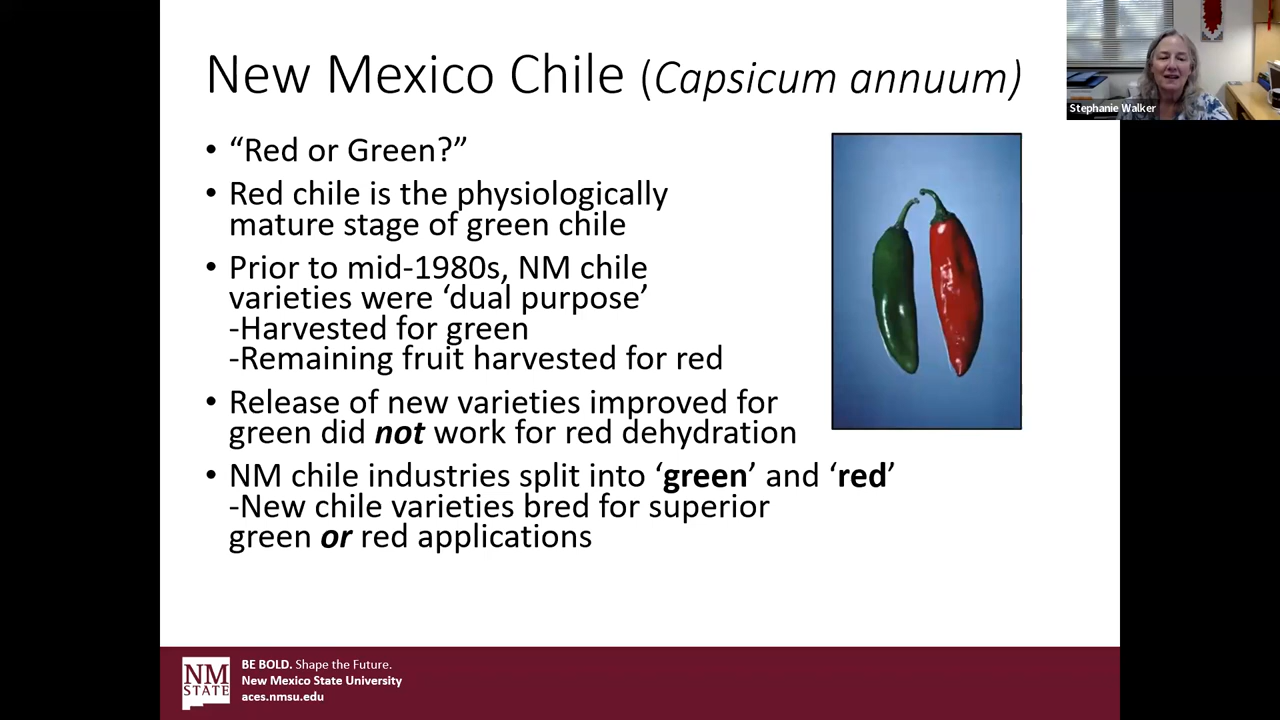 New Mexico Chile (Capsicum annuum)
Stephanie Walker
• “Red or Green?”
• Red chile is the physiologically
mature stage of green chile
• Prior to mid-1980s, NM chile
varieties were ‘dual purpose’
-Harvested for green
-Remaining fruit harvested for red
• Release of new varieties improved for
green did not work for red dehydration
• NM chile industries split into ‘green’ and ‘red’
-New chile varieties bred for superior
green or red applications
NM
STATE
BE BOLD. Shape the Future.
New Mexico State University
aces.nmsu.edu